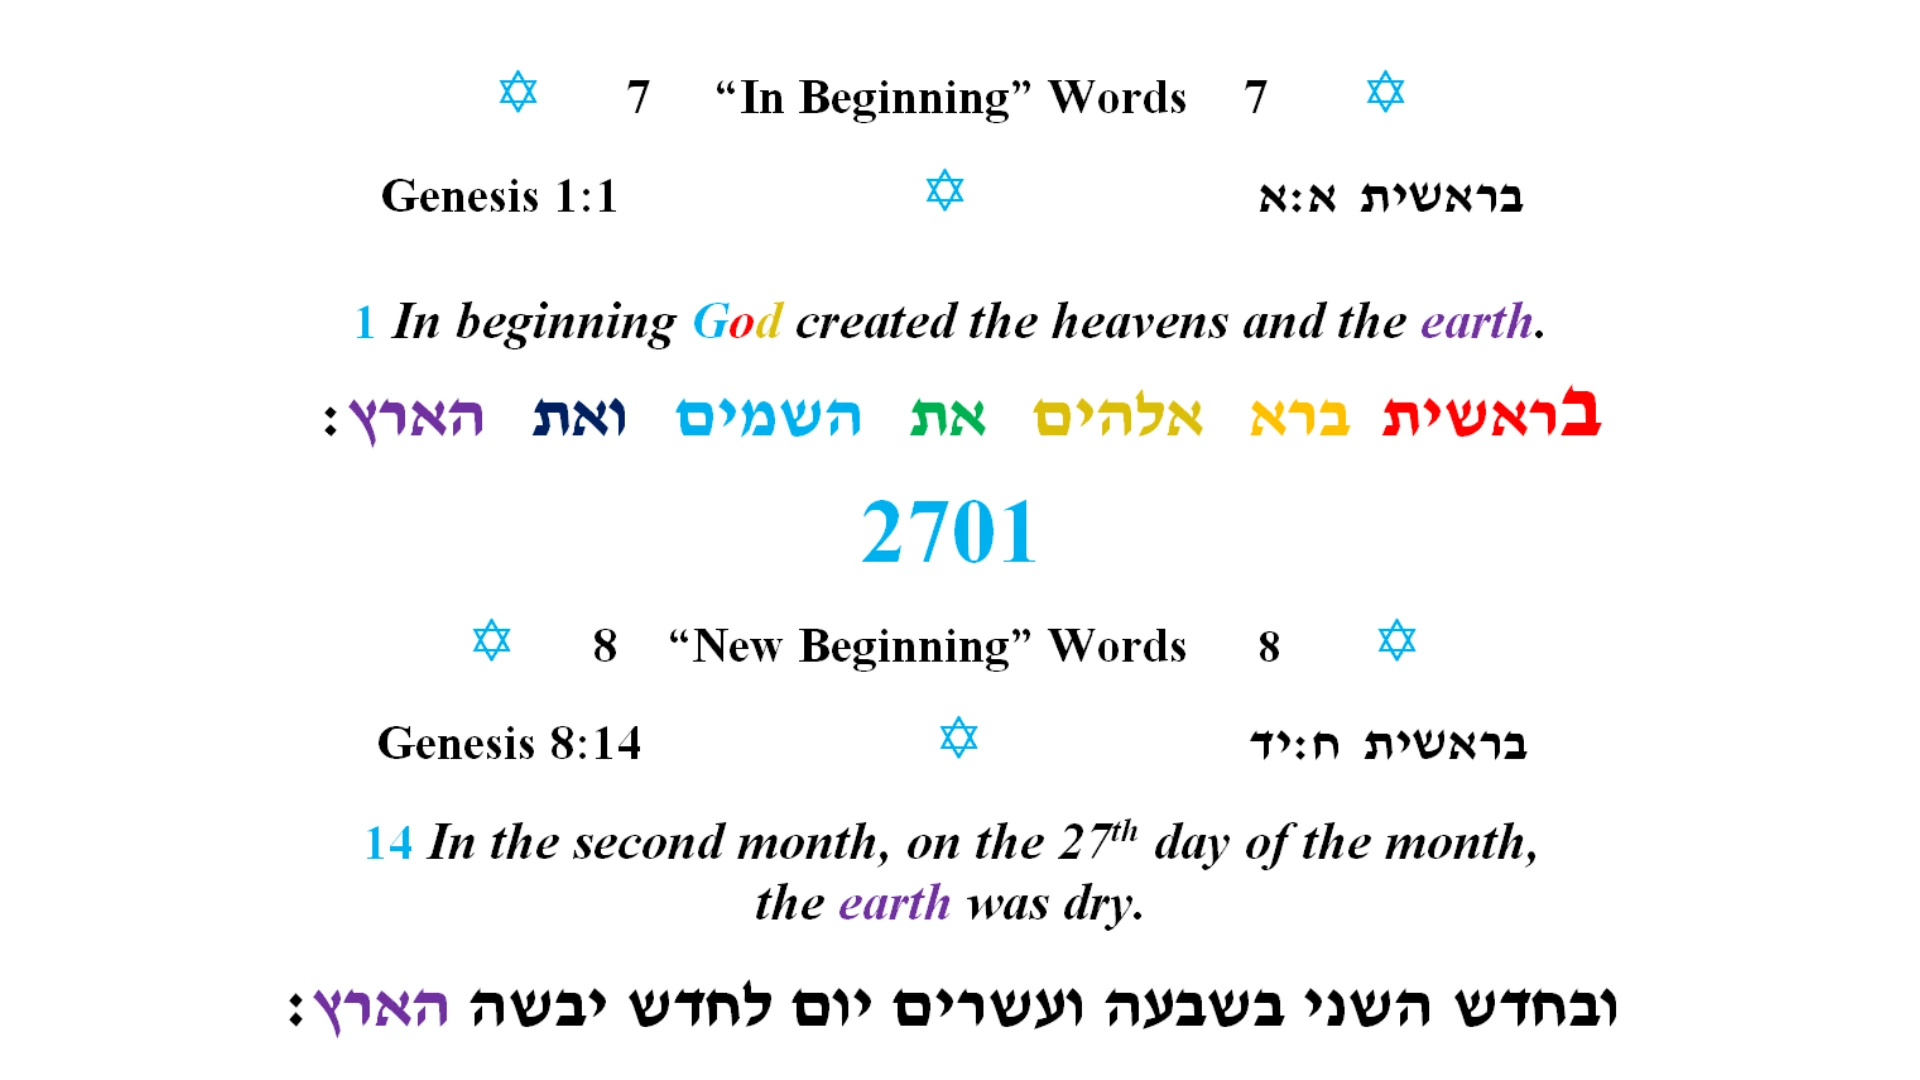 ✡ 7 “In Beginning” Words 7 ✡
Genesis 1:1 ✡ בראשית א:א
1 In beginning God created the heavens and the earth.
בראשית ברא אלהים את השמים ואת הארץ:
2701
✡ 8 “New Beginning” Words 8 ✡
Genesis 8:14 ✡ בראשית ח:יד
14 In the second month, on the 27th day of the month,
the earth was dry.
ובחדש השני בשבעה ועשרים יום לחדש יבשה הארץ: